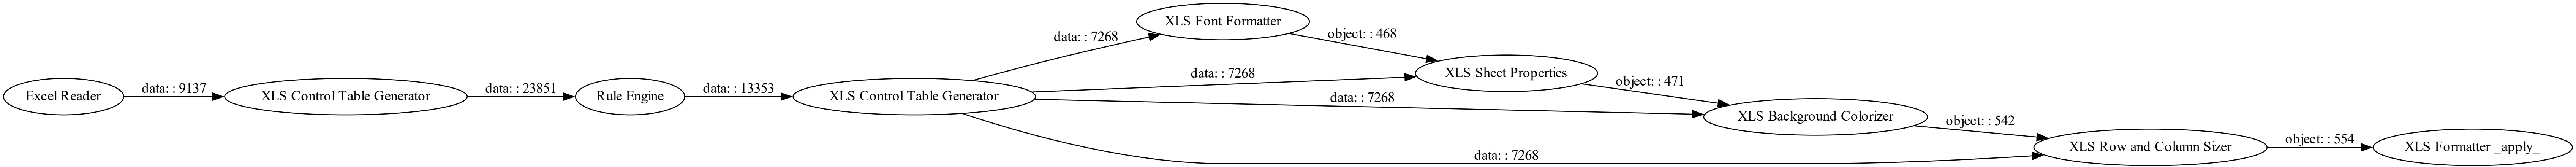 Excel Reader
data: : 9137
XLS Control Table Generator
data: : 23851
Rule Engine
data: : 13353
XLS Control Table Generator
data: : 7268
XLS Font Formatter
object: : 468
data: : 7268
XLS Sheet Properties
object: : 471
data: : 7268
XLS Background Colorizer
object: : 542
data: : 7268
XLS Row and Column Sizer
object: : 554
XLS Formatter _apply_